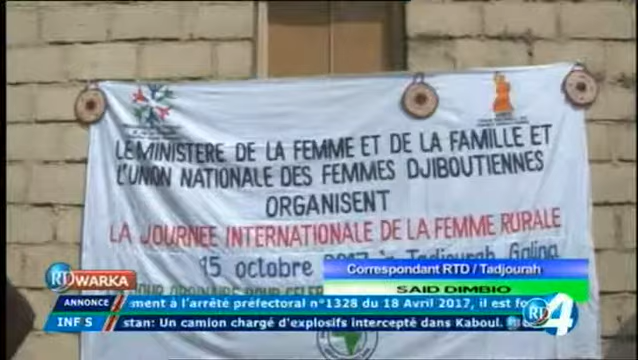 LE MINISTERE DE LA FEMME ET DE LA FAMILLE ET
L'UNION NATIONALE DES FEMMES DJIBOUTIENNES
ORGANISENT
LA JOURNEE INTERNATIONALE DE LA FEMME RURALE
15 octobre 2017 à Tadjourah
Correspondant RTD / Tadjourah
SAID DIMBIO
RTD WARKA
ANNONCE
ment à l'arrêté préfectoral n°1328 du 18 Avril 2017, il est
INFS
stan: Un camion chargé d'explosifs intercepté dans Kaboul.
RTD 4